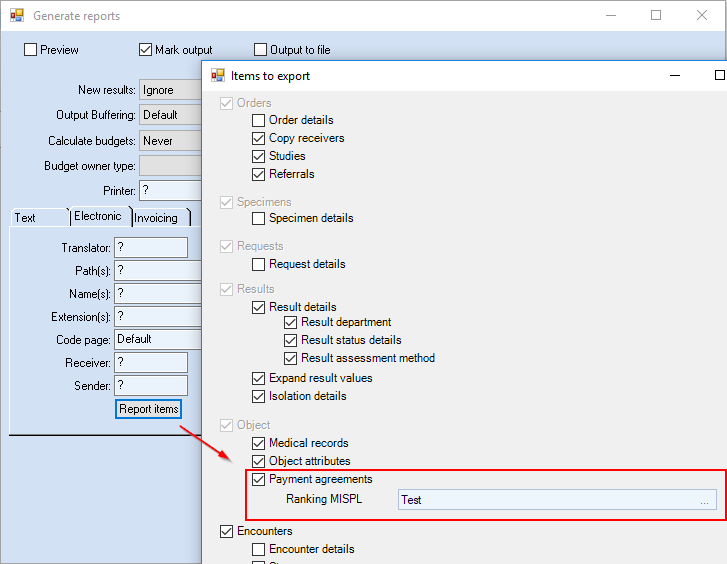 Generate reports
Preview
Mark output
Output to file
New results: Ignore
Output Buffering: Default
Calculate budgets: Never
Budget owner type:
Printer: ?
Text Electronic Invoicing
Translator: ?
Path(s): ?
Name(s): ?
Extension(s): ?
Code page: Default
Receiver: ?
Sender: ?
Report items
Items to export
Orders
Order details
Copy receivers
Studies
Referrals
Specimens
Specimen details
Requests
Request details
Results
Result details
Result department
Result status details
Result assessment method
Expand result values
Isolation details
Object
Medical records
Object attributes
Payment agreements
Ranking MISPL Test ...
Encounters
Encounter details